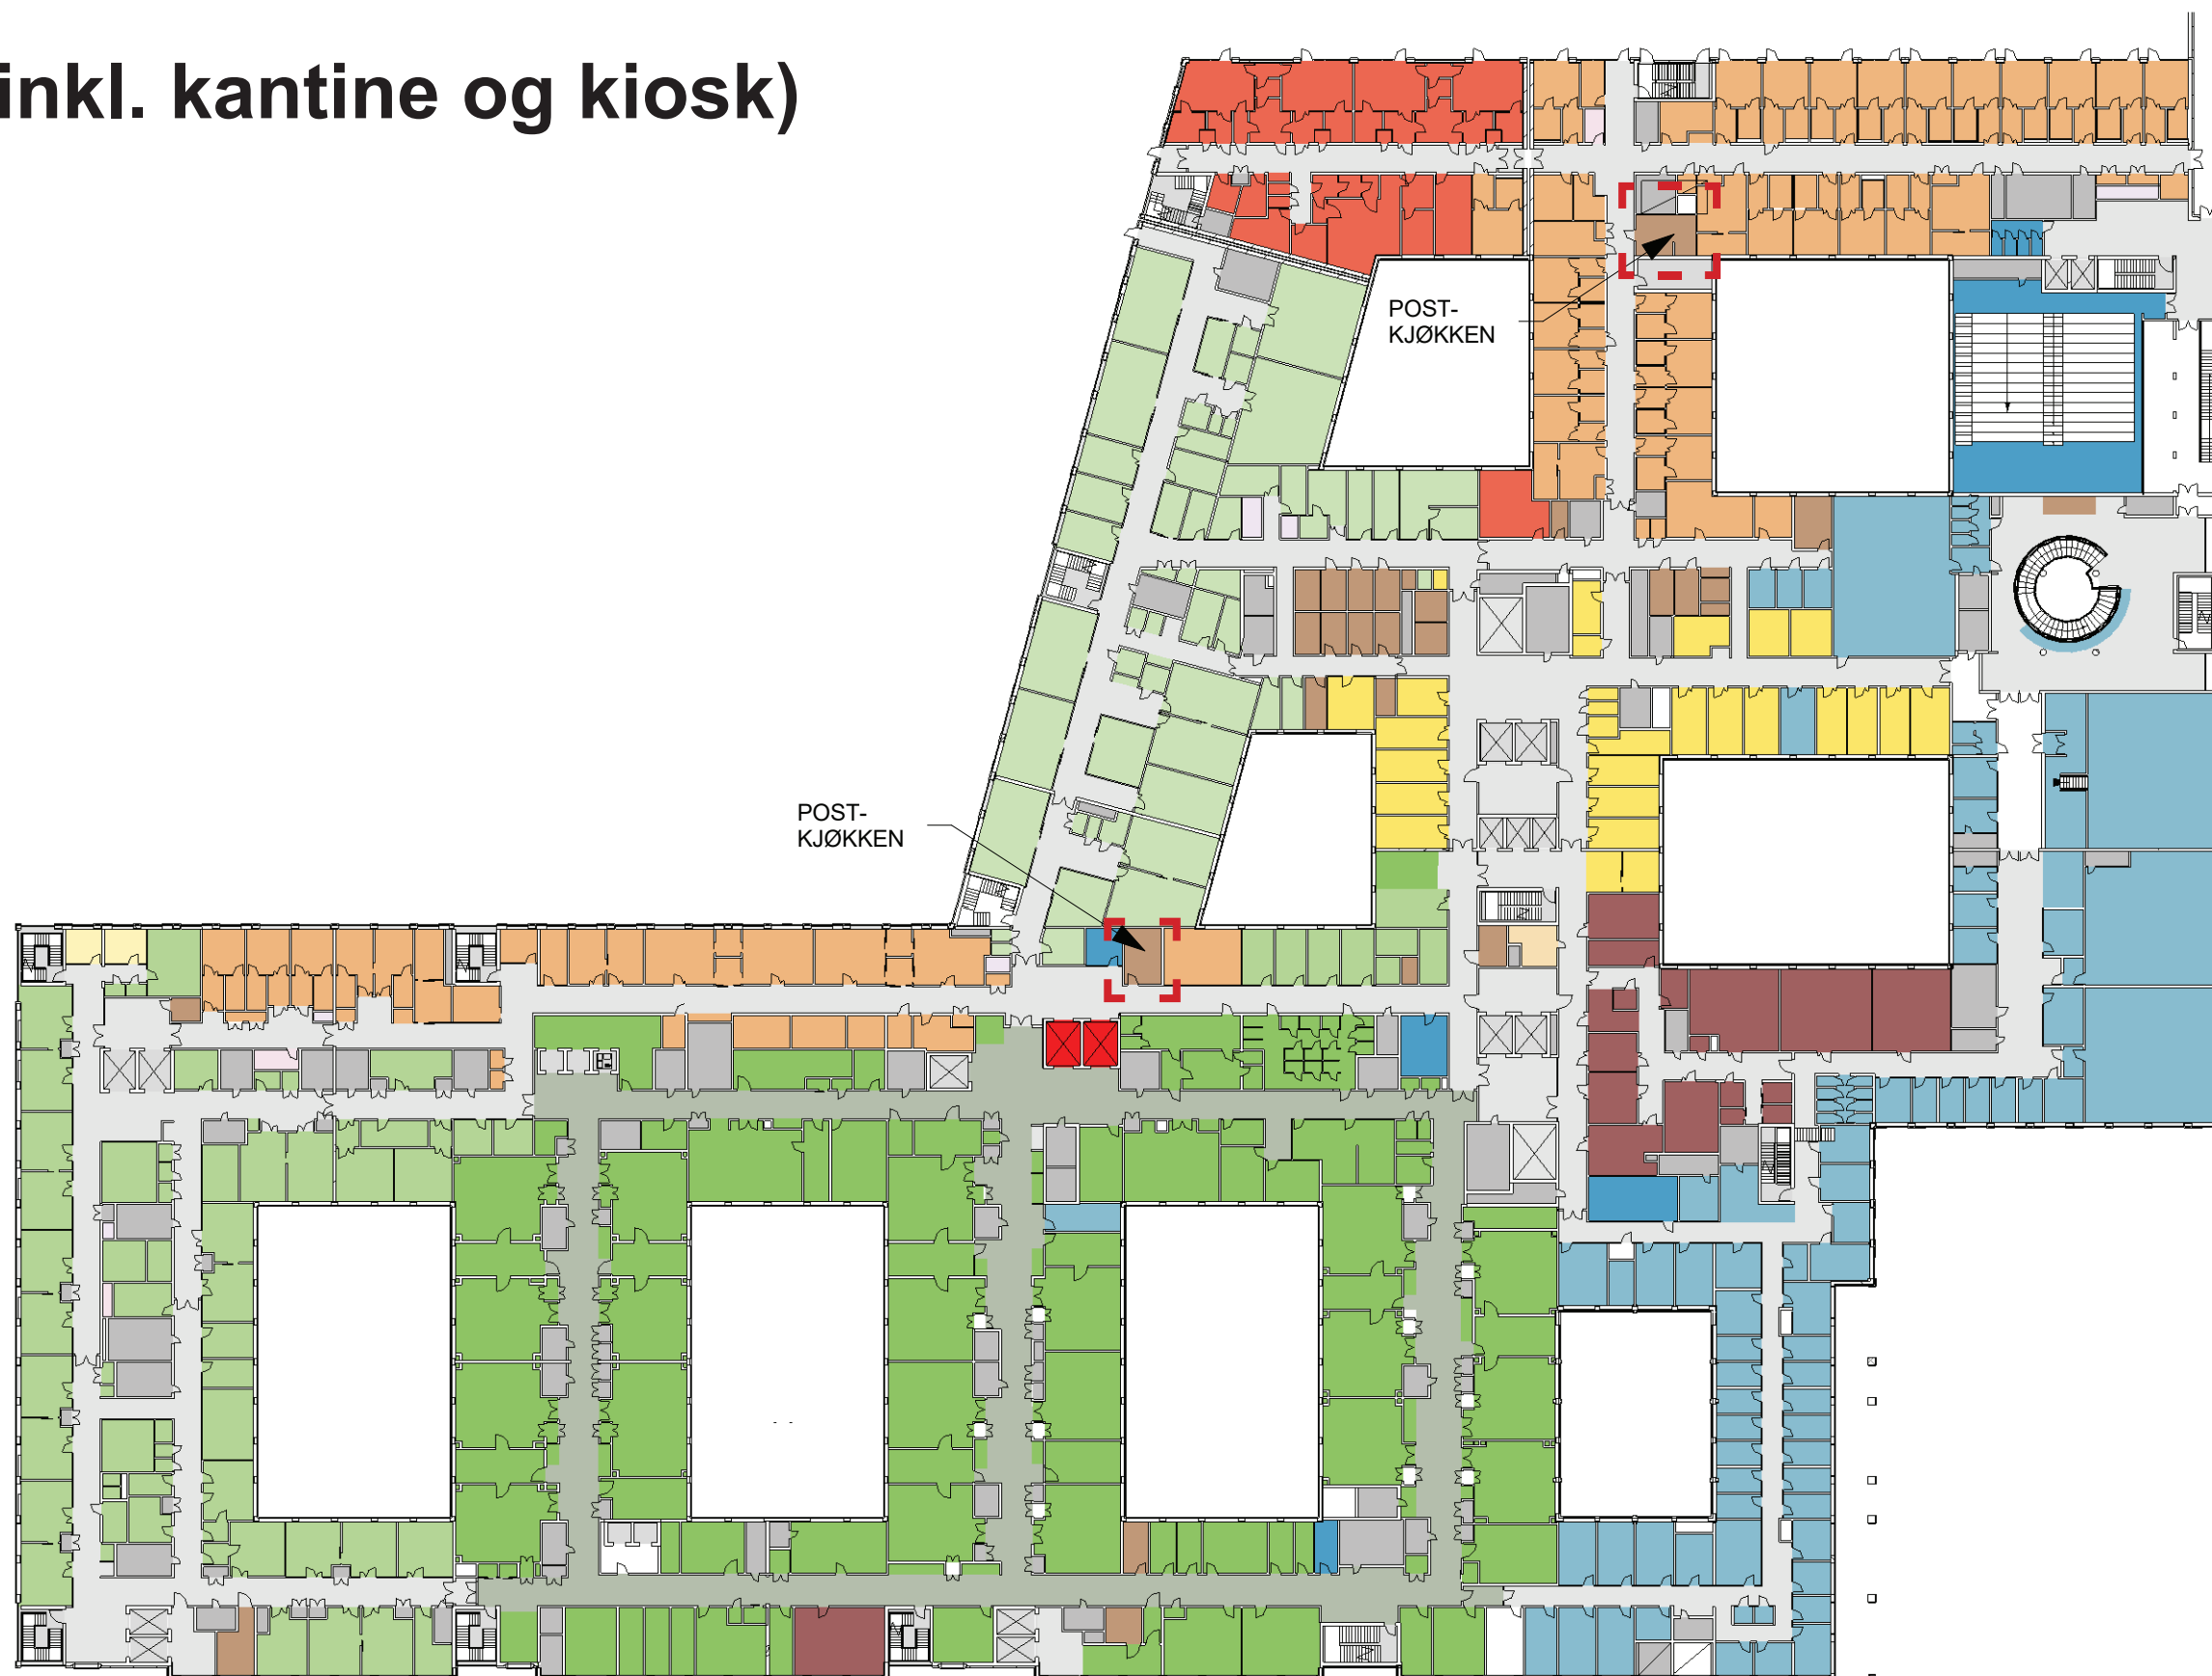 inkl. kantine og kiosk)
POST-
KJØKKEN
POST-
KJØKKEN